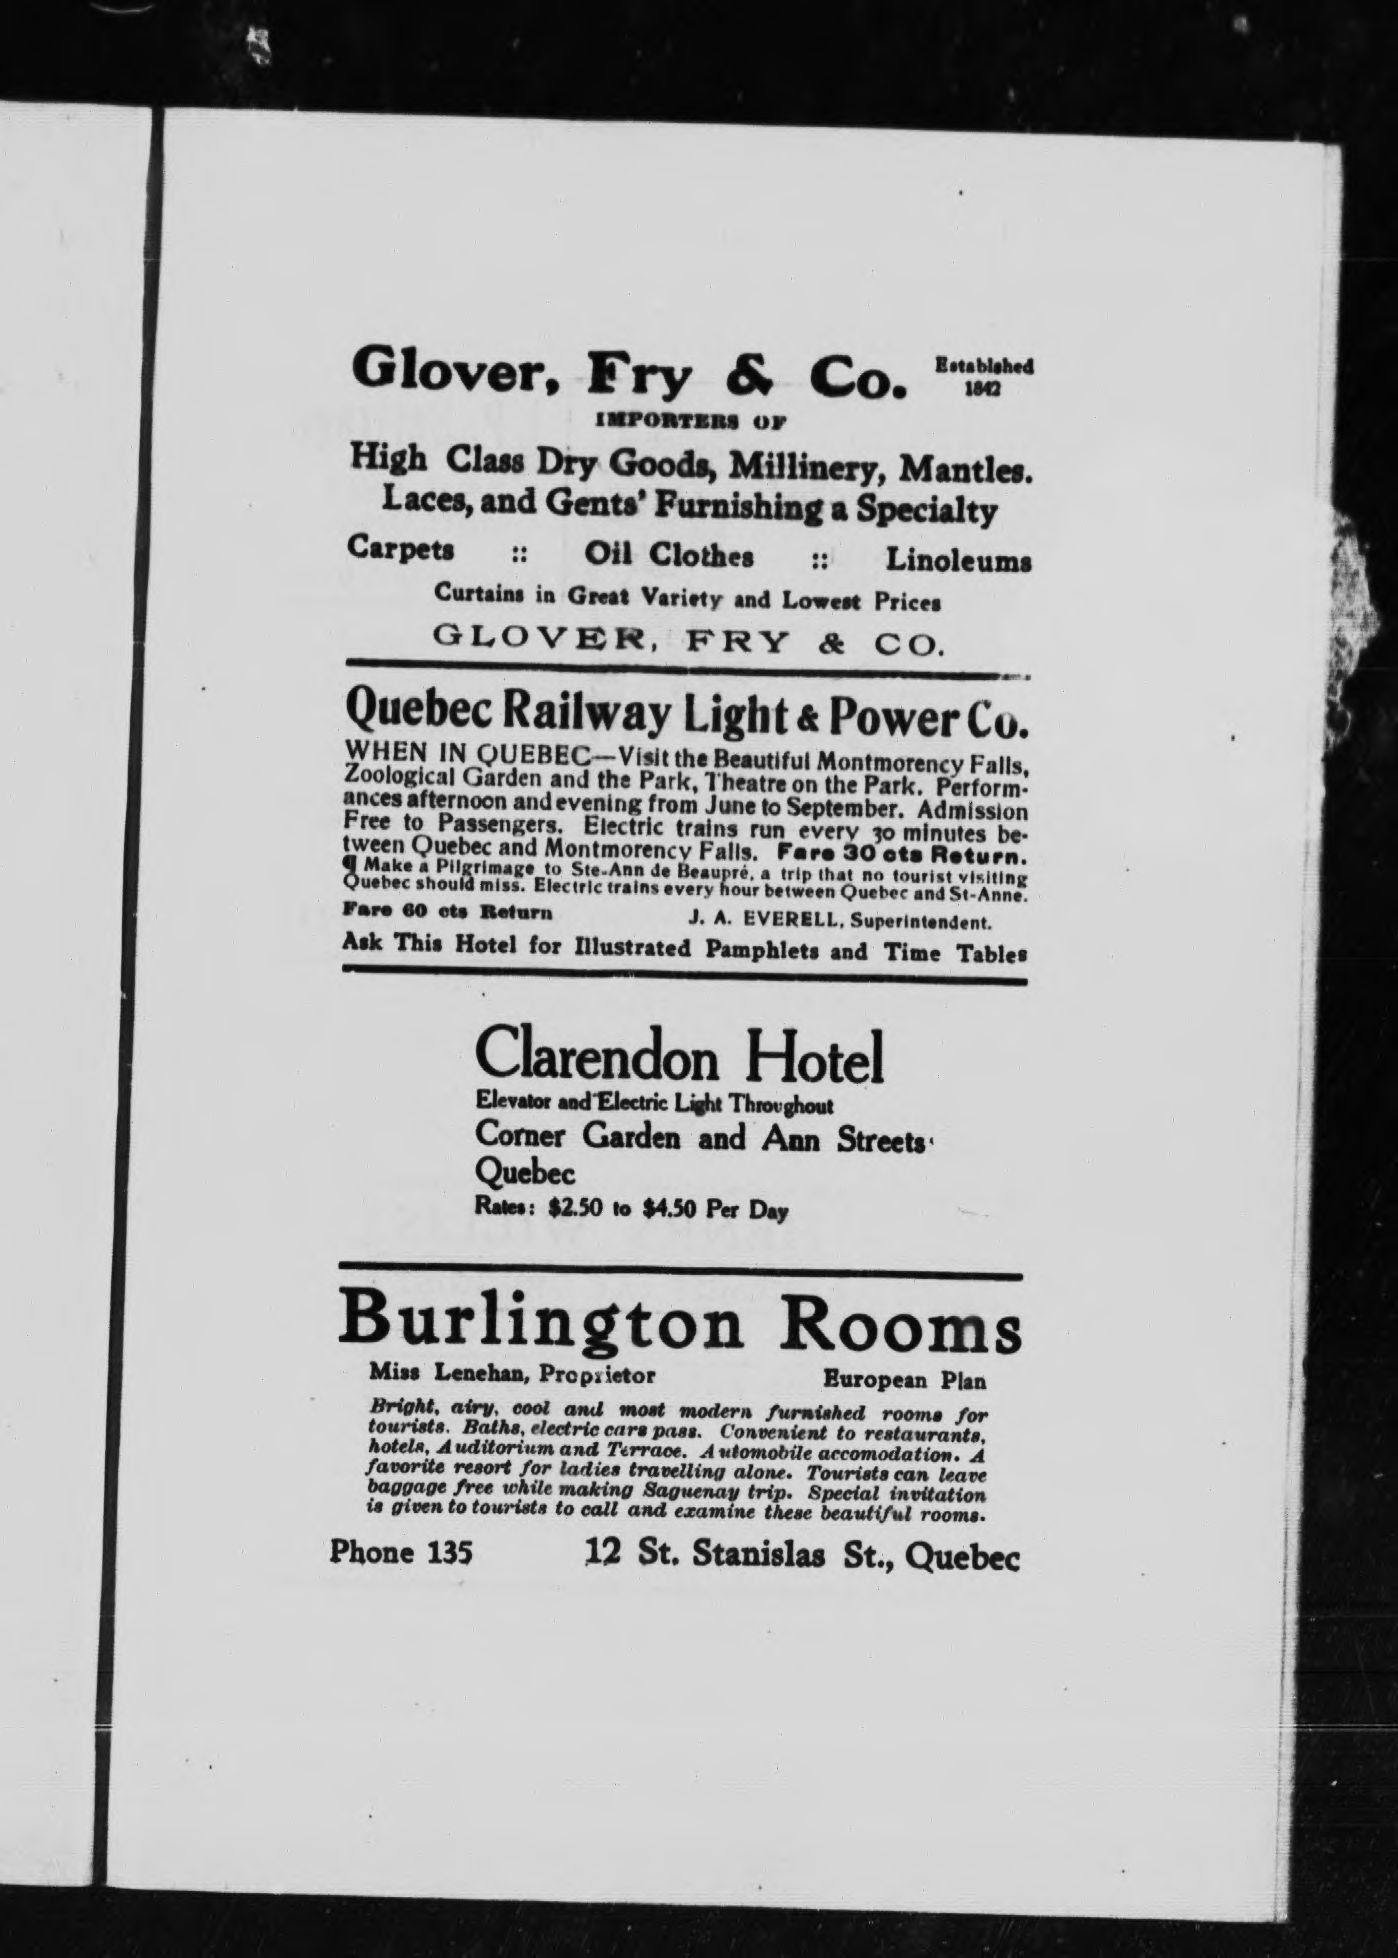 Glover, Fry & Co. Establshed
1842
IMPORTERS OF
High Class Dry Goods, Millinery, Mantles.
Laces, and Gents' Furnishing a Specialty
Carpets :: Oil Clothes :: Linoleums
Curtains in Great Variety and Lowest Prices
GLOVER, FRY & CO.
Quebec Railway Light & Power Co.
WHEN IN QUEBEC—Visit the Beautiful Montmorency Falls,
Zoological Garden and the Park, Theatre on the Park. Perform-
ances afternoon and evening from June to September. Admission
Free to Passengers. Electric trains run every 30 minutes be-
tween Quebec and Montmorency Falls. Fare 30 cts Return.
¶ Make a Pilgrimage to Ste-Ann de Beaupré, a trip that no tourist visiting
Quebec should miss. Electric trains every hour between Quebec and St-Anne.
Fare 60 cts Return J. A. EVERELL, Superintendent.
Ask This Hotel for Illustrated Pamphlets and Time Tables
Clarendon Hotel
Elevator and Electric Light Throughout
Corner Garden and Ann Streets
Quebec
Rates: $2.50 to $4.50 Per Day
Burlington Rooms
Miss Lenehan, Proprietor European Plan
Bright, airy, cool and most modern furnished rooms for
tourists. Baths, electric cars pass. Convenient to restaurants,
hotels, Auditorium and Terrace. Automobile accomodation. A
favorite resort for ladies travelling alone. Tourists can leave
baggage free while making Saguenay trip. Special invitation
is given to tourists to call and examine these beautiful rooms.
Phone 135 12 St. Stanislas St., Quebec